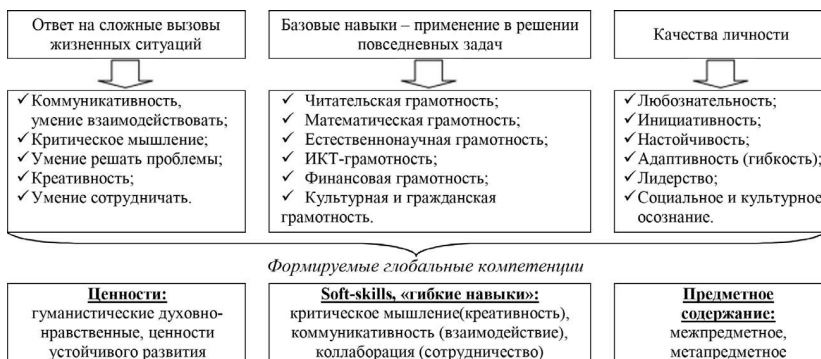 Ответ на сложные вызовы
жизненных ситуаций
Базовые навыки – применение в решении
повседневных задач
Качества личности
✓Коммуникативность,
умение взаимодействовать;
✓Критическое мышление;
✓Умение решать проблемы;
✓Креативность;
✓Умение сотрудничать.
✓ Читательская грамотность;
✓ Математическая грамотность;
✓ Естественнонаучная грамотность;
✓ ИКТ-грамотность;
✓ Финансовая грамотность;
✓ Культурная и гражданская
грамотность.
✓Любознательность;
✓Инициативность;
✓Настойчивость;
✓Адаптивность (гибкость);
✓Лидерство;
✓Социальное и культурное
осознание.
Формируемые глобальные компетенции
Ценности:
гуманистические духовно-
нравственные, ценности
устойчивого развития
Soft-skills, «гибкие навыки»:
критическое мышление(креативность),
коммуникативность (взаимодействие),
коллаборация (сотрудничество)
Предметное
содержание:
межпредметное,
метапредметное